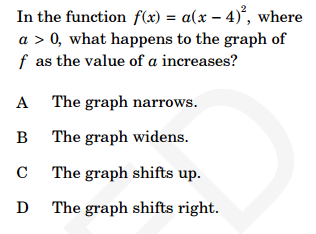 In the function f(x) = a(x − 4)², where
a > 0, what happens to the graph of
f as the value of a increases?
A The graph narrows.
B The graph widens.
C The graph shifts up.
D The graph shifts right.